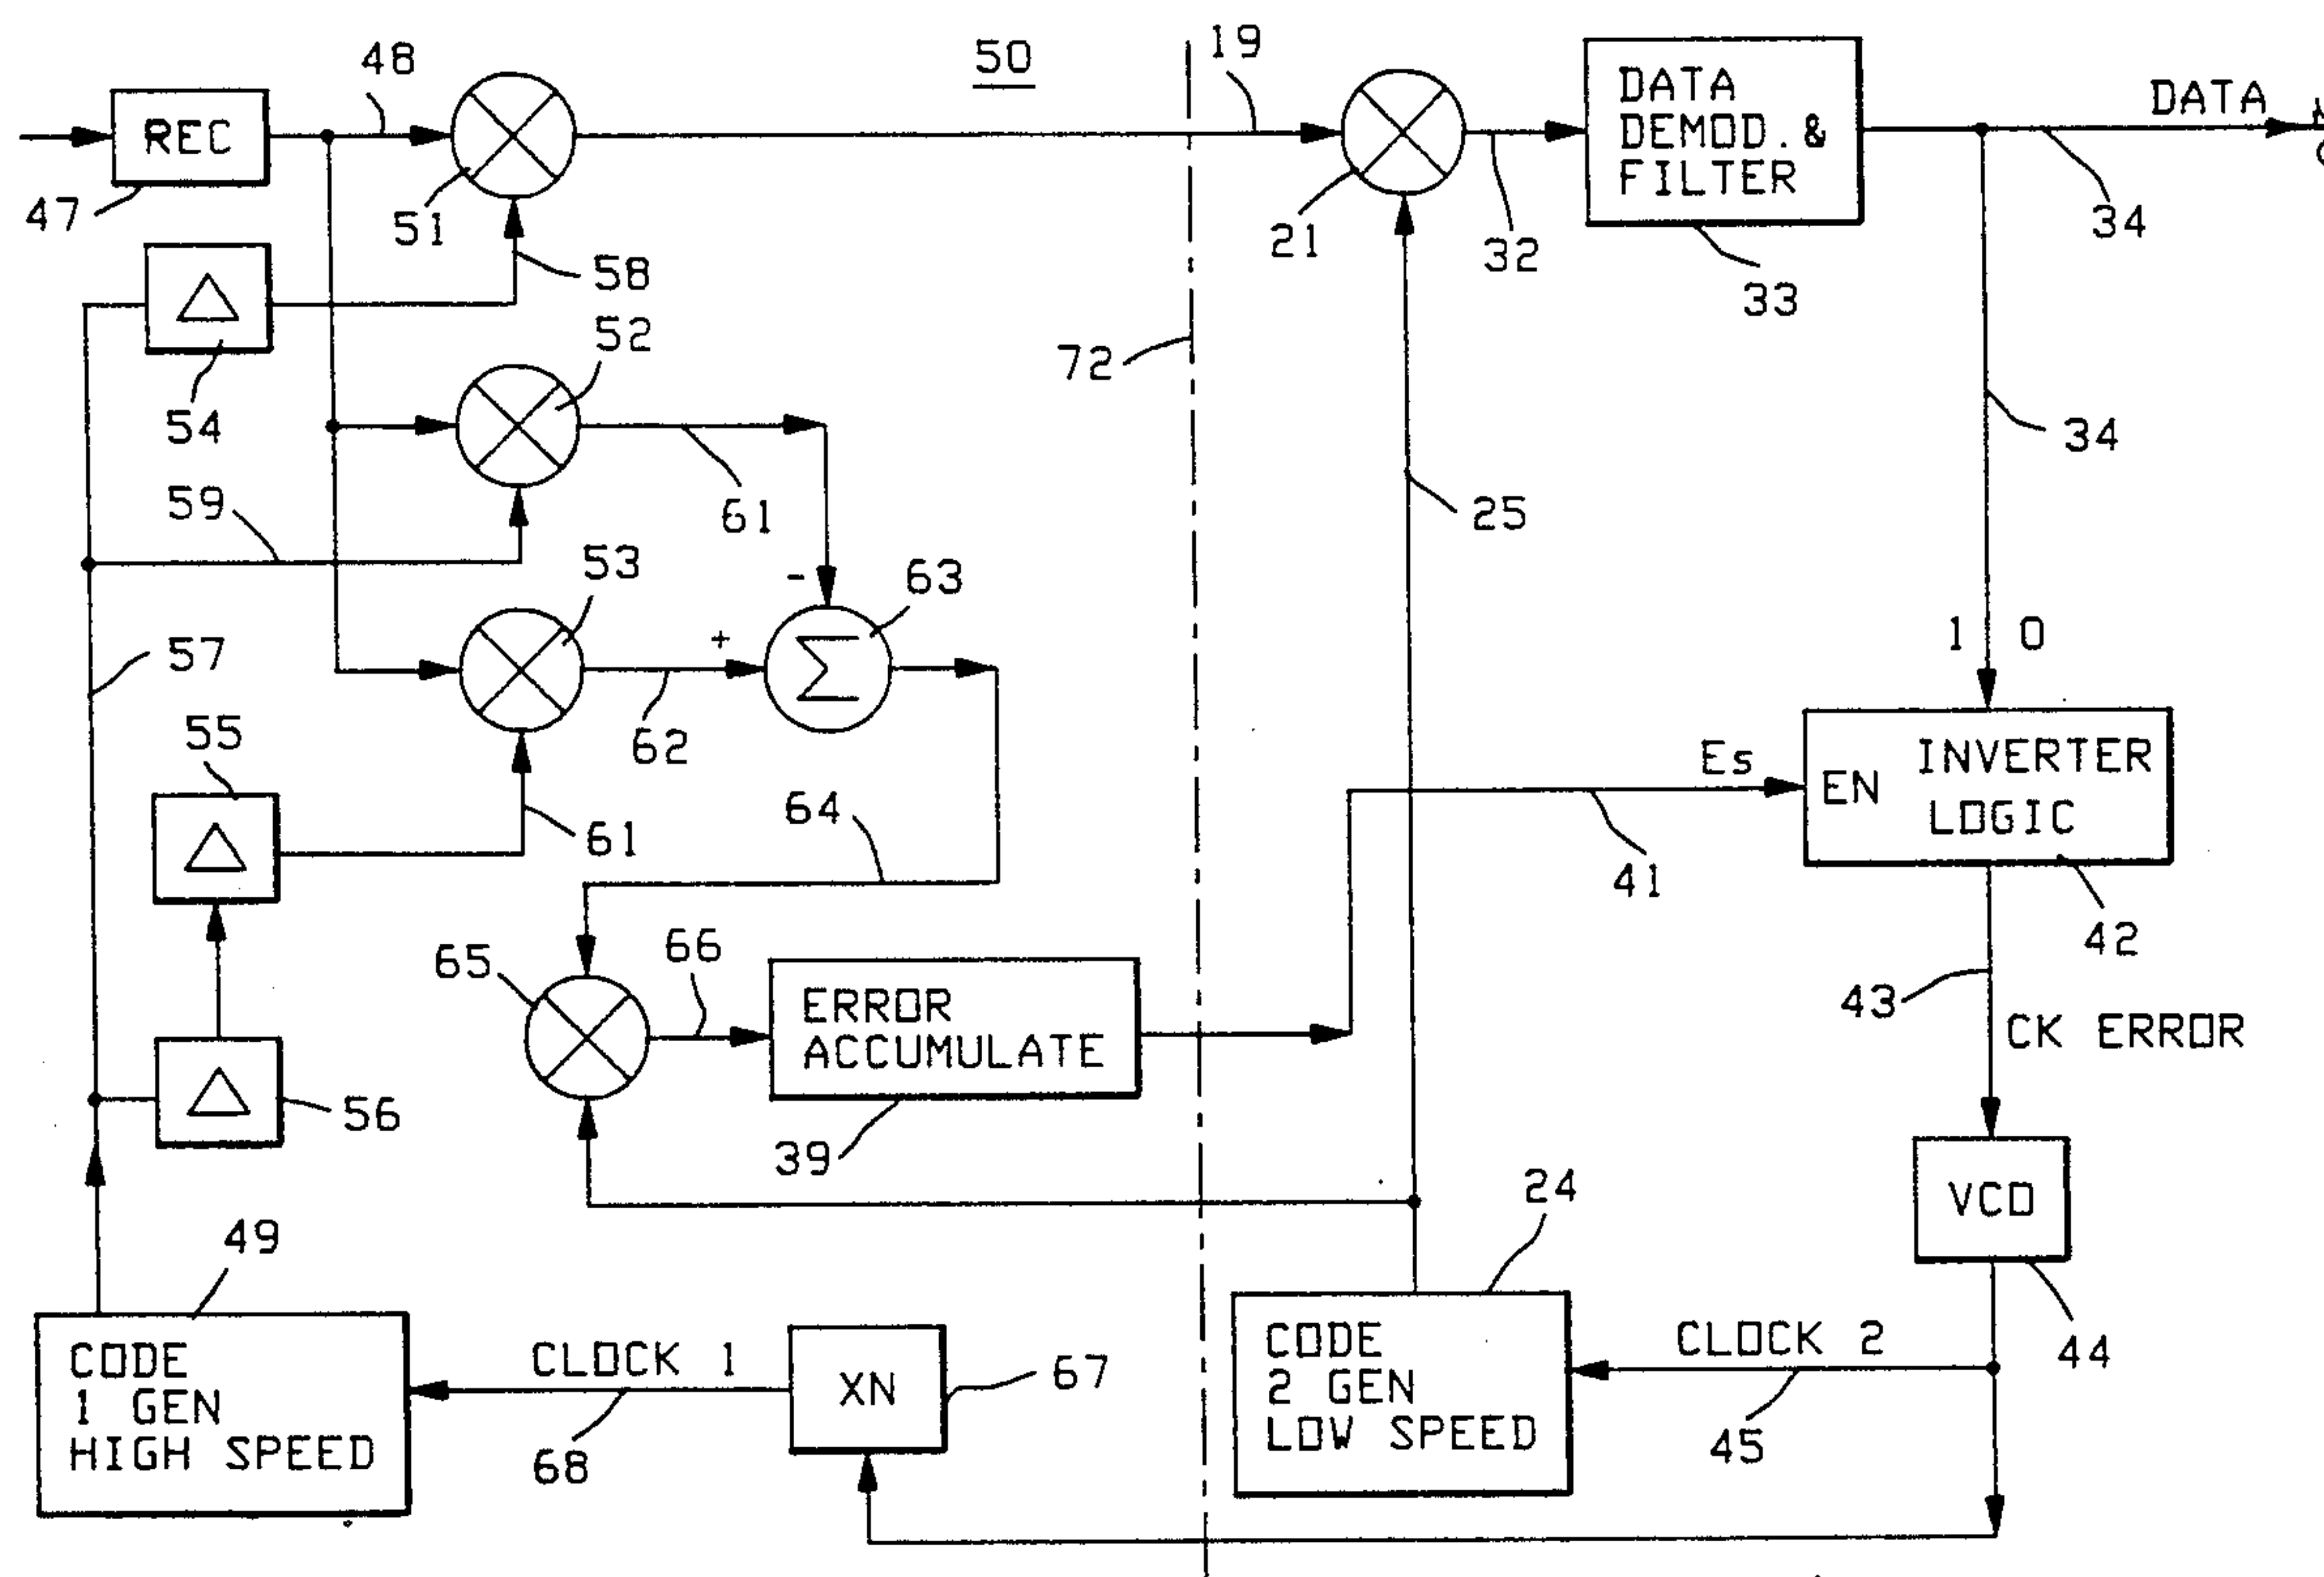 50
48
19
REC
DATA
DEMOD.&
FILTER
DATA
47
51
58
21
32
33
34
54
52
72
34
59
61
25
57
53
-
63
+
1 0
62
55
61
64
Es
EN INVERTER
LOGIC
41
42
65
66
ERROR
ACCUMULATE
43
CK ERROR
56
39
VCO
24
44
49
CODE
1 GEN
HIGH SPEED
CLOCK 1
68
XN
67
CODE
2 GEN
LOW SPEED
CLOCK 2
45